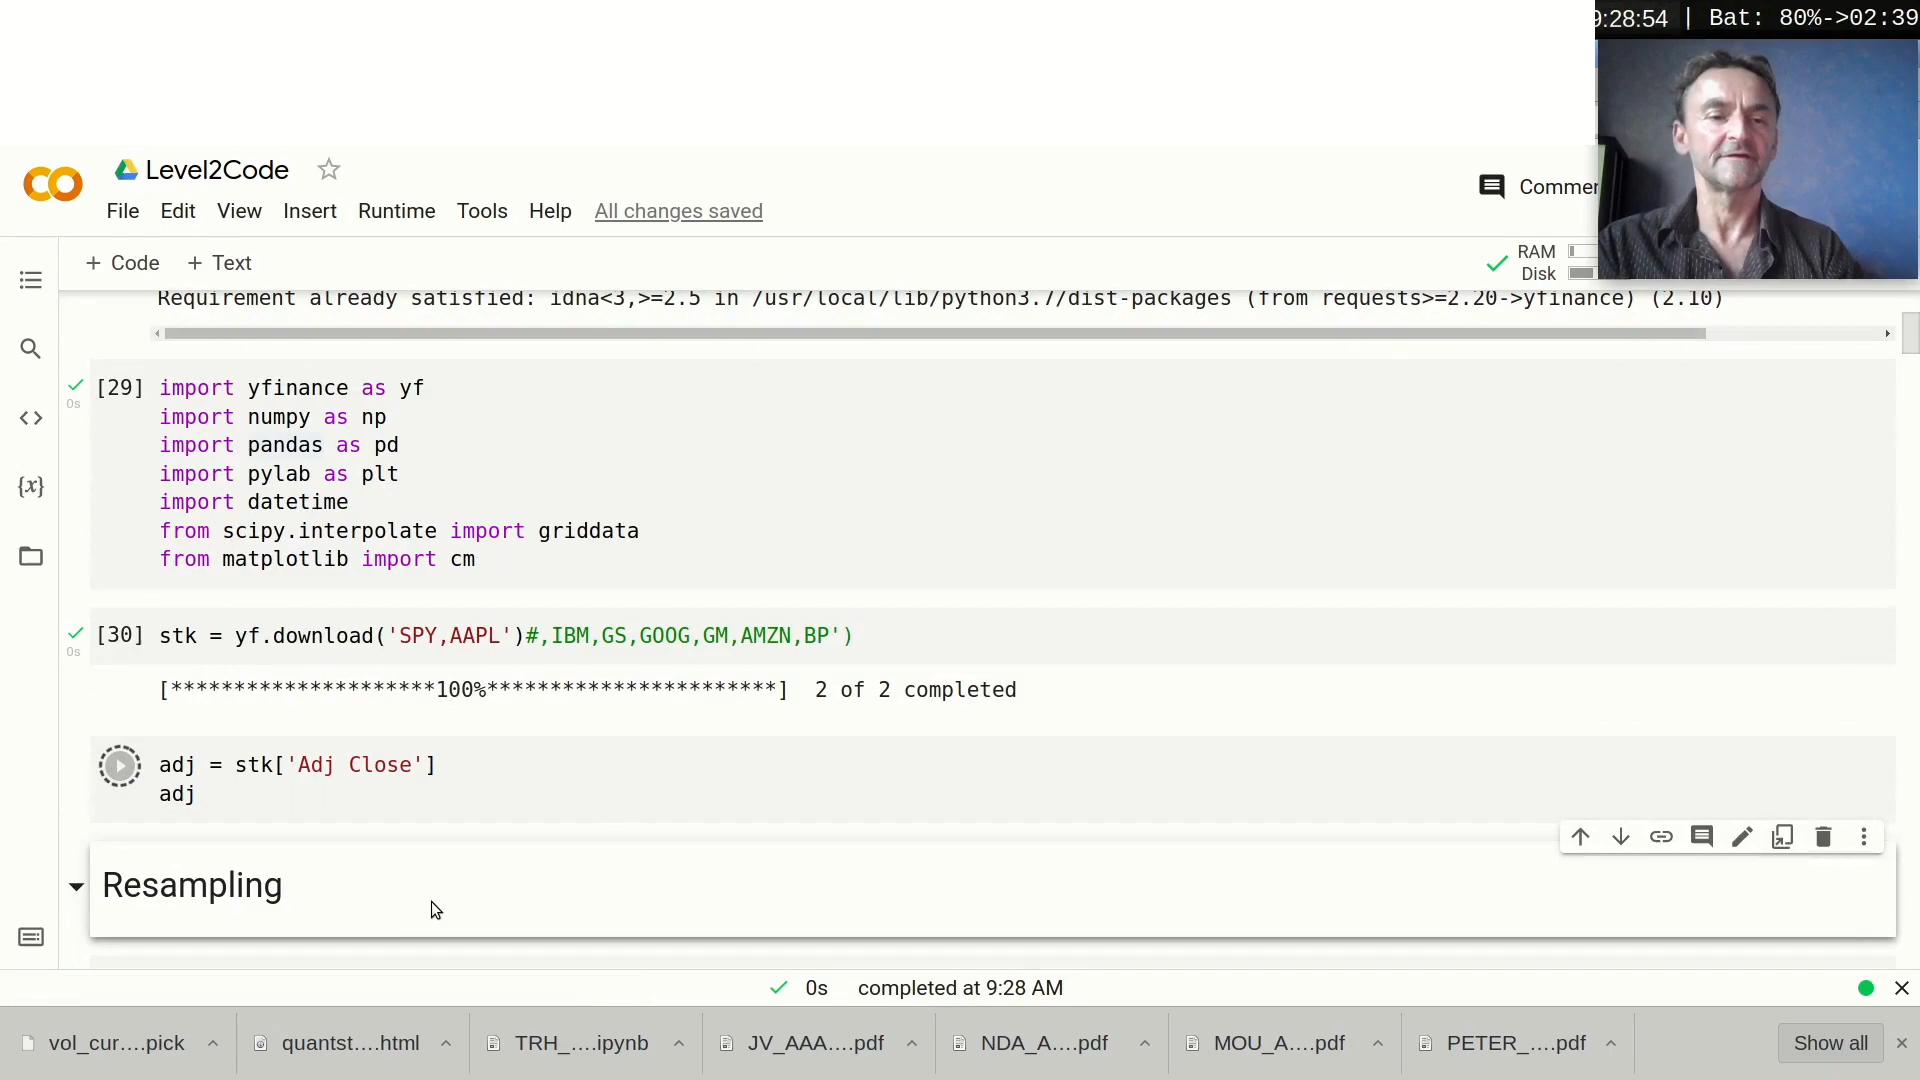 9:28:54 | Bat: 80%->02:39
Level2Code
File Edit View Insert Runtime Tools Help All changes saved
Commen
+ Code + Text
RAM
Disk
Requirement already satisfied: idna<3,>=2.5 in /usr/local/lib/python3.7/dist-packages (from requests>=2.20->yfinance) (2.10)
[29] import yfinance as yf
0s
import numpy as np
import pandas as pd
import pylab as plt
import datetime
from scipy.interpolate import griddata
from matplotlib import cm
[30] stk = yf.download('SPY,AAPL')#,IBM,GS,GOOG,GM,AMZN,BP')
0s
[*********************100%***********************] 2 of 2 completed
adj = stk['Adj Close']
adj
Resampling
0s completed at 9:28 AM
vol_cur....pick quantst....html TRH_....ipynb JV_AAA....pdf NDA_A....pdf MOU_A....pdf PETER_....pdf Show all